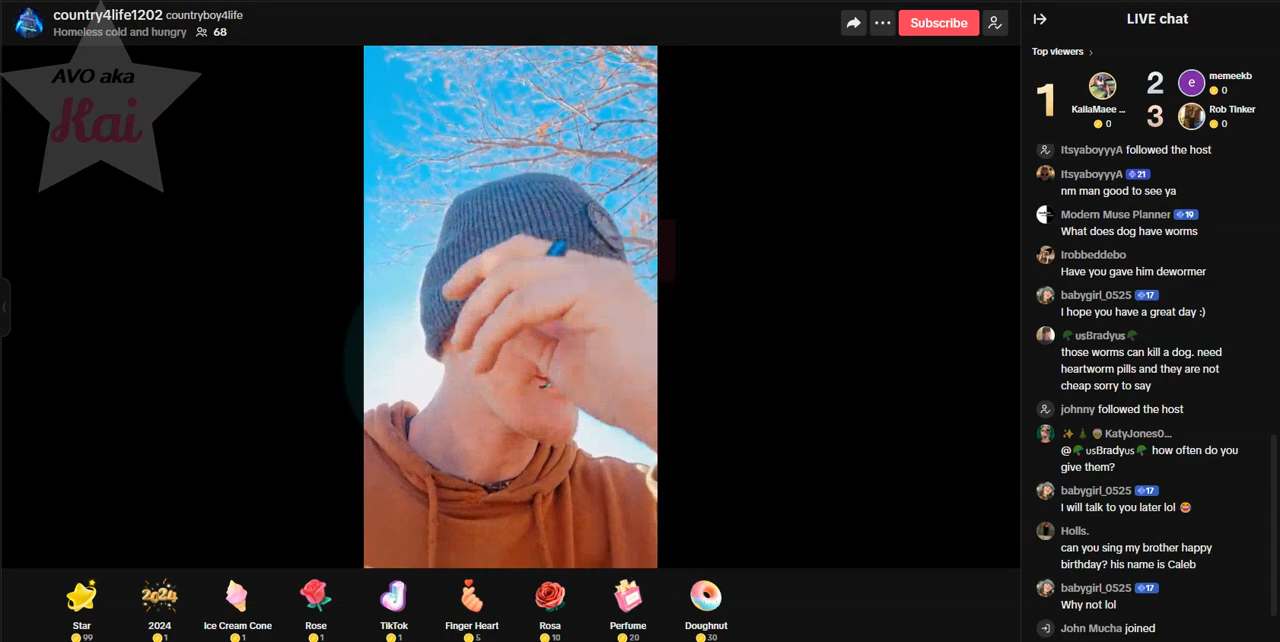 country4life1202 countryboy4life
Homeless cold and hungry 68
Subscribe
AVO aka
Kai
LIVE chat
Top viewers
1
KallaMaee ...
0
2
e
memeekb
0
3
Rob Tinker
0
ItsyaboyyyA followed the host
ItsyaboyyyA 21
nm man good to see ya
Modern Muse Planner 19
What does dog have worms
Irobbeddebo
Have you gave him dewormer
babygirl_0525 17
I hope you have a great day :)
usBradyus
those worms can kill a dog. need
heartworm pills and they are not
cheap sorry to say
johnny followed the host
KatyJones0...
@ usBradyus how often do you
give them?
babygirl_0525 17
I will talk to you later lol
Holls.
can you sing my brother happy
birthday? his name is Caleb
babygirl_0525 17
Why not lol
John Mucha joined
2024
Star
99
2024
1
Ice Cream Cone
1
Rose
1
TikTok
1
Finger Heart
5
Rosa
10
Perfume
20
Doughnut
30